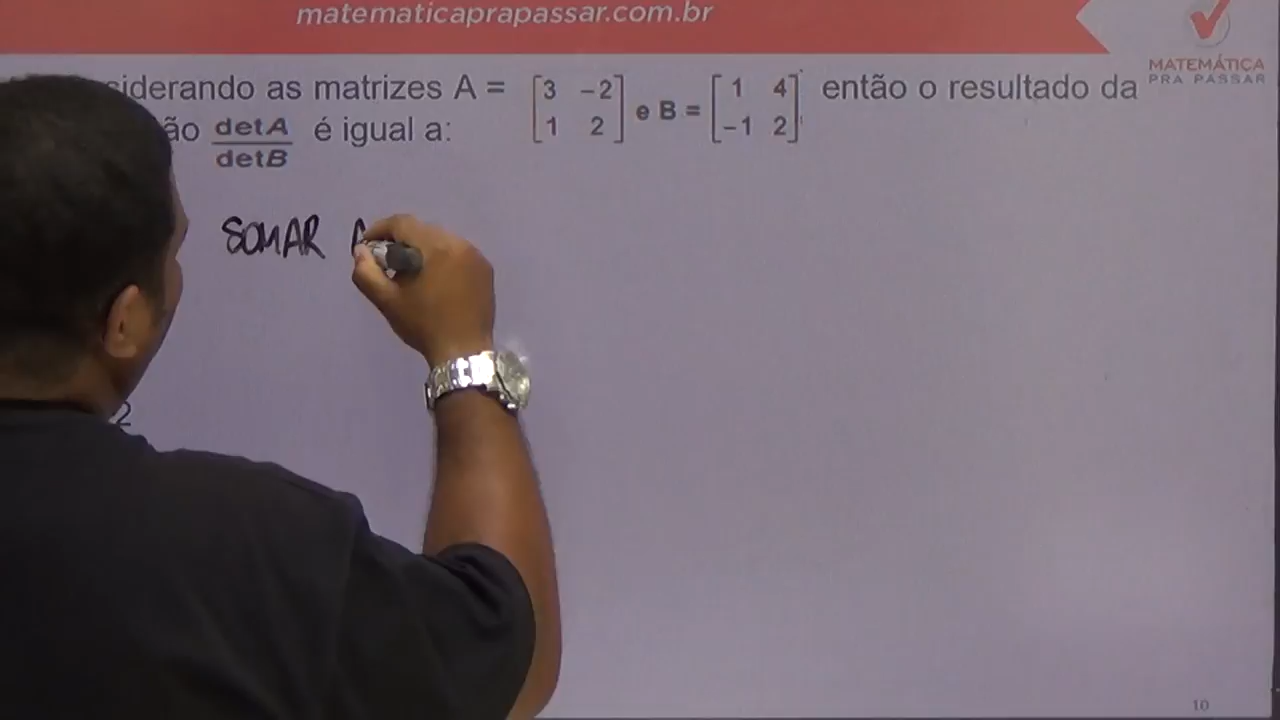 matematicaprapassar.com.br
MATEMÁTICA
PRA PASSAR
siderando as matrizes A = [3 -2 e B = [1 4] então o resultado da
1 2] -1 2]
ão detA é igual a:
detB
SOMAR
2
10